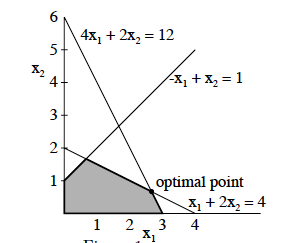 6
4x₁ + 2x₂ = 12
5
x₂
4
-x₁ + x₂ = 1
3
2
1
optimal point
x₁ + 2x₂ = 4
1 2 3 4
x₁